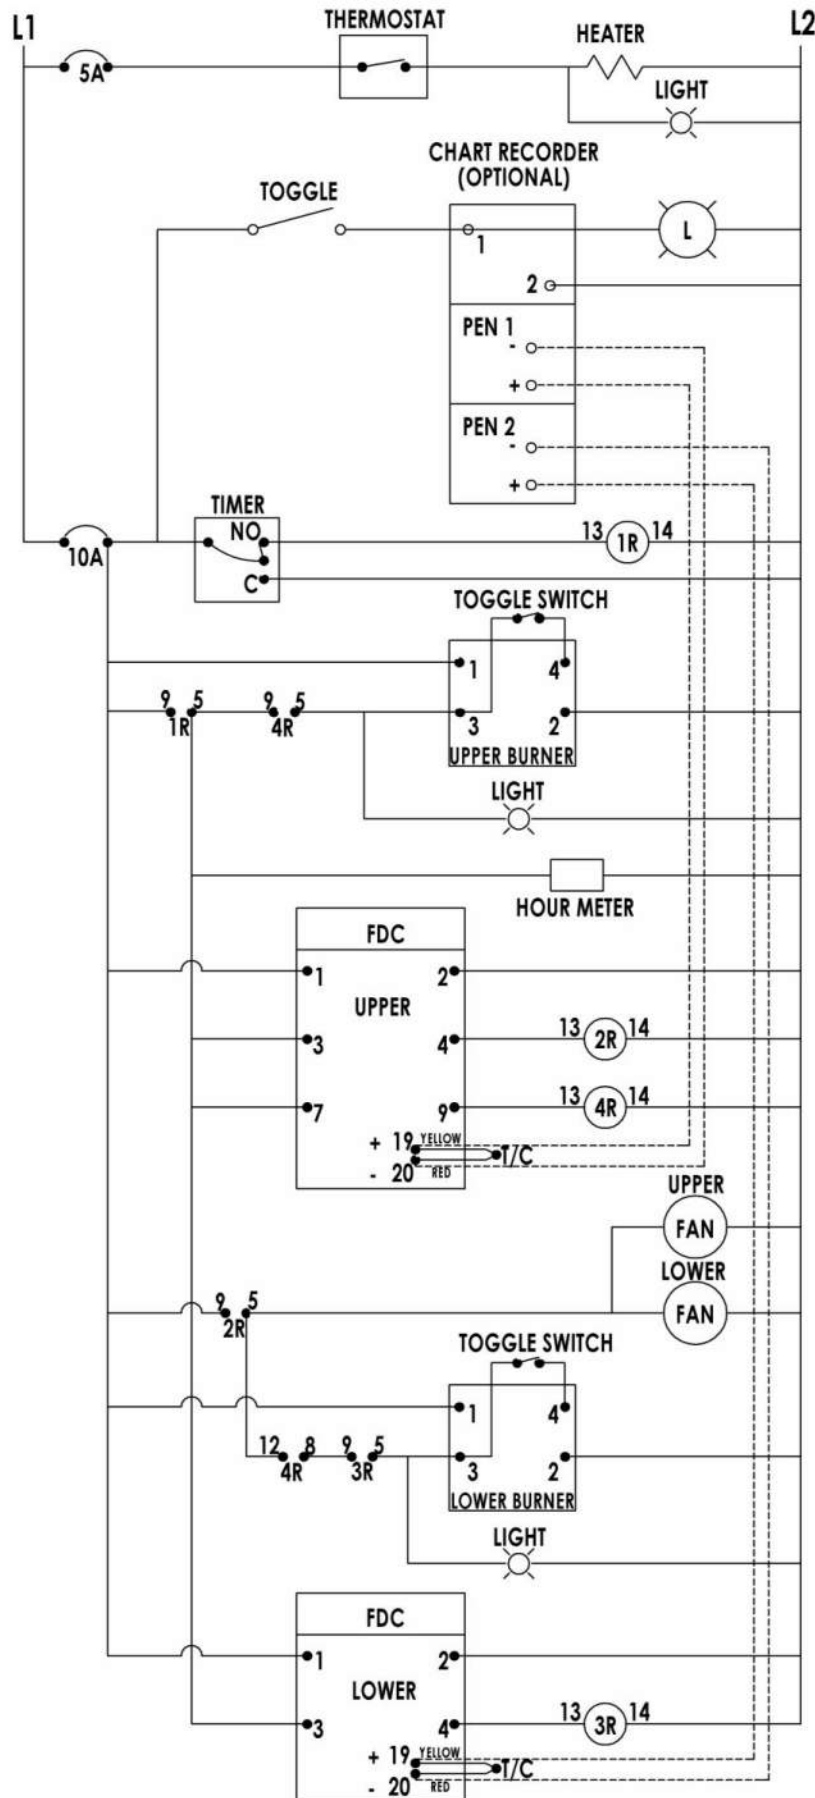 L1
THERMOSTAT
HEATER
L2
5A
LIGHT
CHART RECORDER
(OPTIONAL)
TOGGLE
1
L
2
PEN 1
-
+
PEN 2
-
+
TIMER
NO
13 1R 14
10A
C
TOGGLE SWITCH
1 4
9 5 9 5
1R 4R 3 2
UPPER BURNER
LIGHT
HOUR METER
FDC
1 2
UPPER
13 2R 14
3 4
13 4R 14
7 9
+ 19 YELLOW
T/C
- 20 RED
UPPER
FAN
LOWER
9 5
2R FAN
TOGGLE SWITCH
1 4
12 8 9 5
4R 3R 3 2
LOWER BURNER
LIGHT
FDC
1 2
LOWER
13 3R 14
3 4
+ 19 YELLOW
T/C
- 20 RED